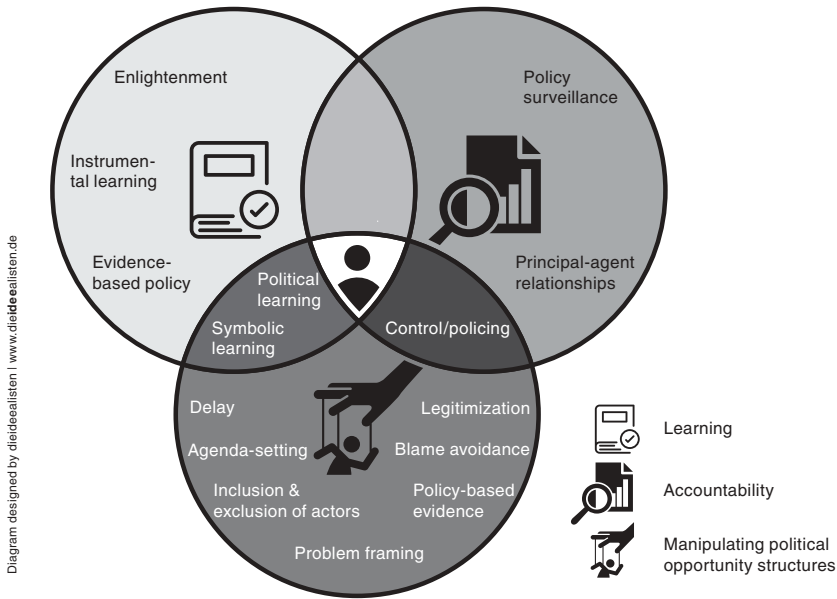 Enlightenment
Instrumen-
tal learning
Evidence-
based policy
Policy
surveillance
Principal-agent
relationships
Political
learning
Symbolic
learning
Control/policing
Delay
Legitimization
Agenda-setting
Blame avoidance
Inclusion &
exclusion of actors
Policy-based
evidence
Problem framing
Learning
Accountability
Manipulating political
opportunity structures
Diagram designed by dieideealisten | www.dieideealisten.de